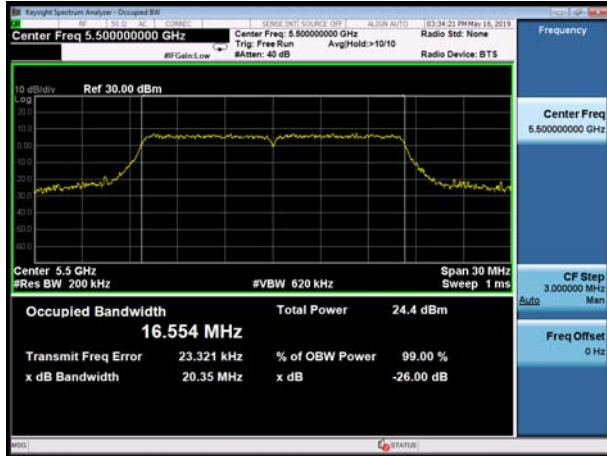 Keysight Spectrum Analyzer - Occupied BW
RF 50 Ω AC CORREC SENSE:INT SOURCE OFF ALIGN AUTO 03:34:21 PM May 16, 2019
Center Freq 5.500000000 GHz
Center Freq: 5.500000000 GHz
Radio Std: None
Trig: Free Run Avg|Hold:>10/10
#IFGain:Low #Atten: 40 dB Radio Device: BTS
Frequency
10 dB/div Ref 30.00 dBm
Log
20.0
10.0
0.00
-10.0
-20.0
-30.0
-40.0
-50.0
-60.0
Center Freq
5.500000000 GHz
Center 5.5 GHz Span 30 MHz
#Res BW 200 kHz #VBW 620 kHz Sweep 1 ms
CF Step
3.000000 MHz
Auto Man
Occupied Bandwidth Total Power 24.4 dBm
16.554 MHz
Transmit Freq Error 23.321 kHz % of OBW Power 99.00 %
x dB Bandwidth 20.35 MHz x dB -26.00 dB
Freq Offset
0 Hz
MSG STATUS